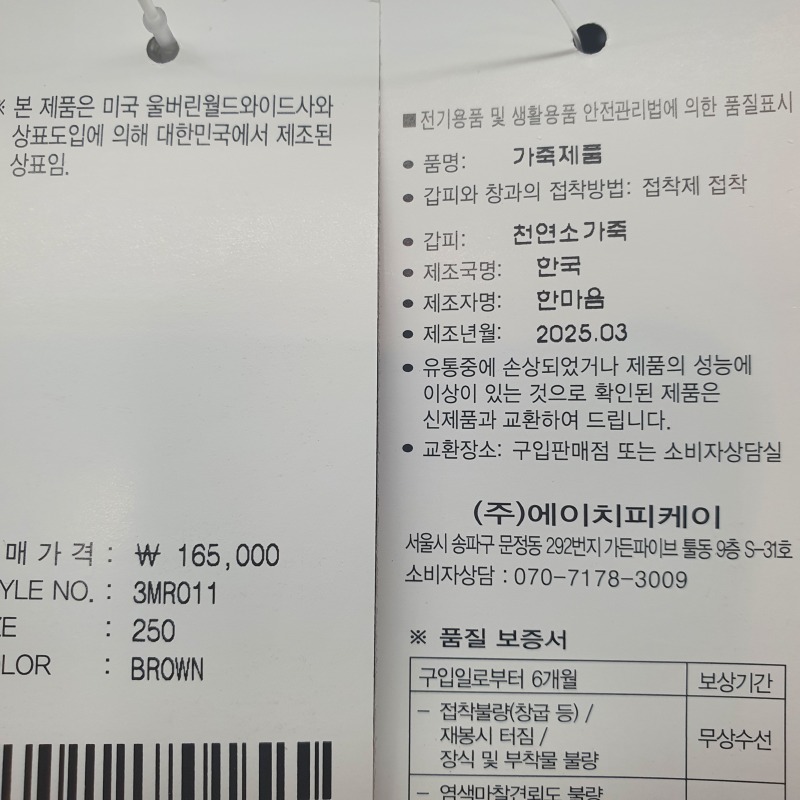 ※ 본 제품은 미국 울버린월드와이드사와
상표도입에 의해 대한민국에서 제조된
상표임.
매 가 격 : ₩ 165,000
YLE NO. : 3MR011
ZE : 250
LOR : BROWN
■전기용품 및 생활용품 안전관리법에 의한 품질표시
● 품명: 가죽제품
● 갑피와 창과의 접착방법: 접착제 접착
● 갑피: 천연소가죽
● 제조국명: 한국
● 제조자명: 한마음
● 제조년월: 2025.03
● 유통중에 손상되었거나 제품의 성능에
이상이 있는 것으로 확인된 제품은
신제품과 교환하여 드립니다.
● 교환장소: 구입판매점 또는 소비자상담실
(주)에이치피케이
서울시 송파구 문정동 292번지 가든파이브 툴동 9층 S-31호
소비자상담 : 070-7178-3009
※ 품질 보증서
구입일로부터 6개월 보상기간
- 접착불량(창굽 등) /
재봉시 터짐 /
장식 및 부착물 불량
무상수선
- 염색마찰견뢰도 불량